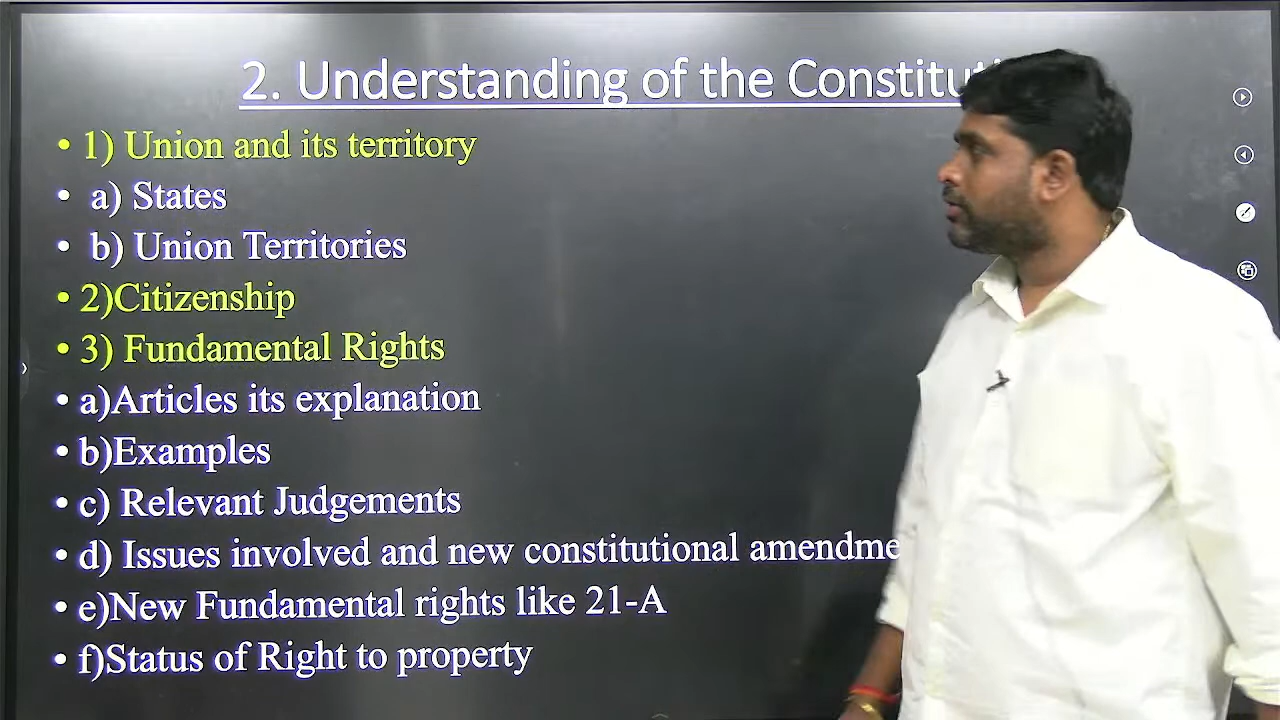 2. Understanding of the Constituti
• 1) Union and its territory
• a) States
• b) Union Territories
• 2)Citizenship
• 3) Fundamental Rights
• a)Articles its explanation
• b)Examples
• c) Relevant Judgements
• d) Issues involved and new constitutional amendme
• e)New Fundamental rights like 21-A
• f)Status of Right to property